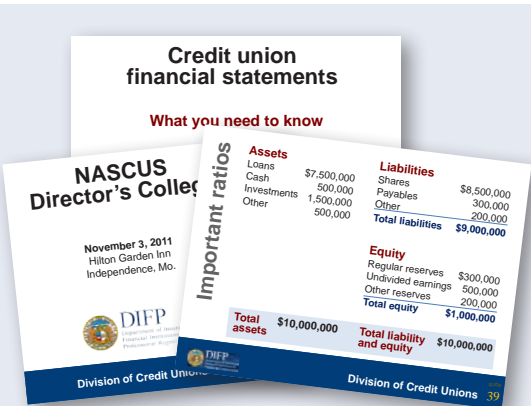 Credit union
financial statements
What you need to know
NASCUS
Director's
November 3, 2011
Hilton Garden Inn
Independence, Mo.
DIFP
Division of Credit
Important ratios
Assets
Loans $7,500,000
Cash 500,000
Investments 1,500,000
Other 500,000
Liabilities
Shares $8,500,000
Payables 300,000
Other 200,000
Total liabilities $9,000,000
Equity
Regular reserves $300,000
Undivided earnings 500,000
Other reserves 200,000
Total equity $1,000,000
Total assets $10,000,000
Total liability and equity $10,000,000
DIFP
Division of Credit Unions
39